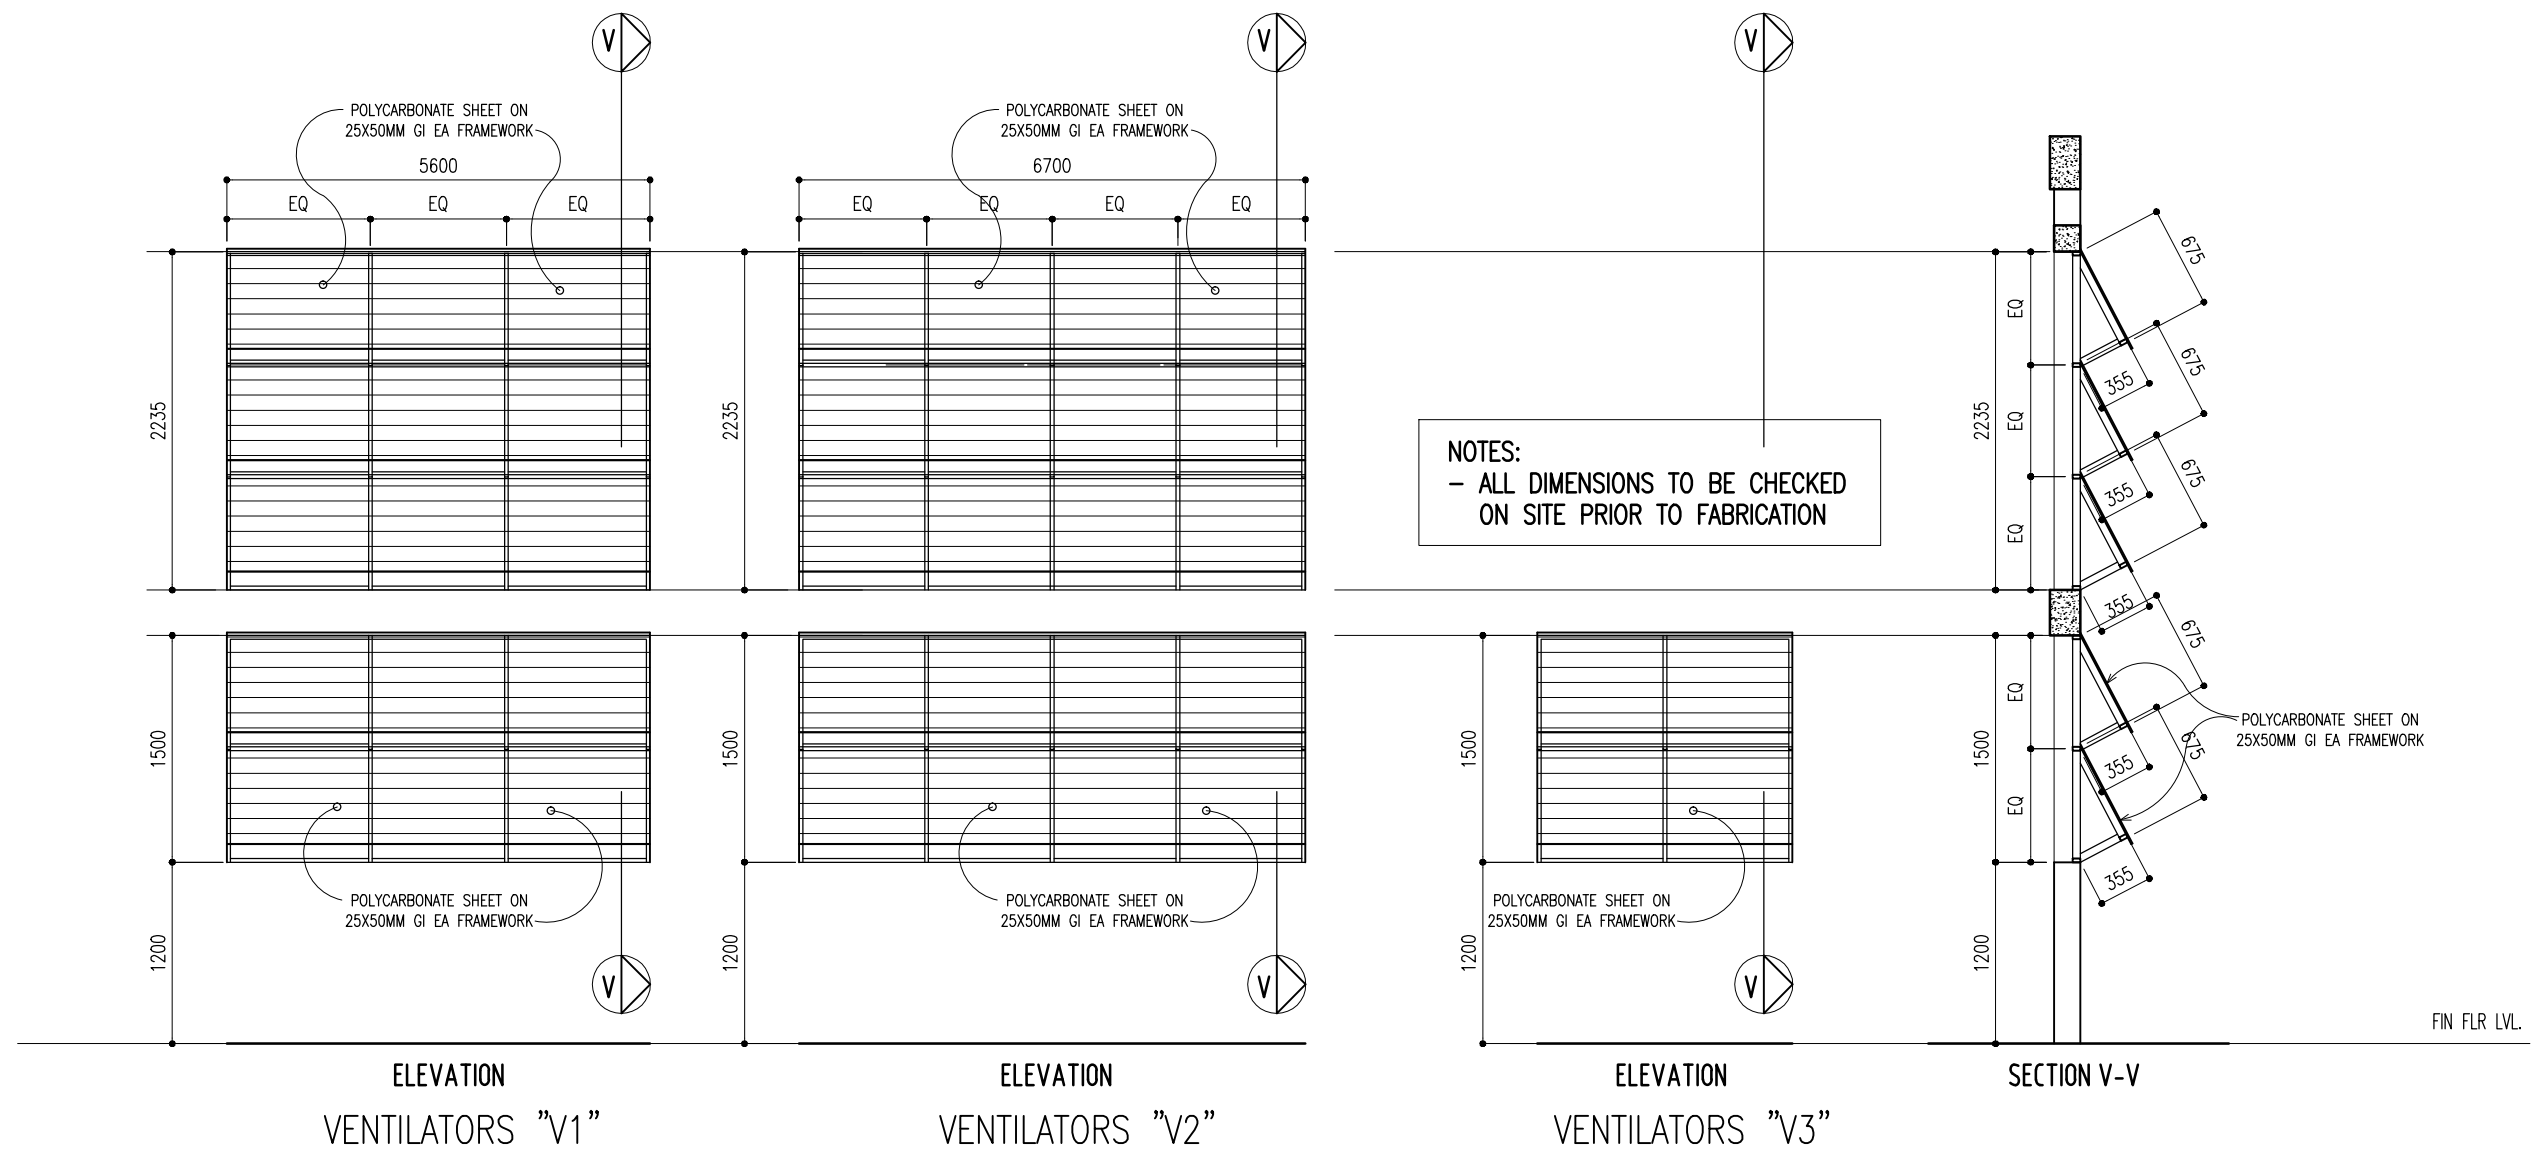 V
V
V
POLYCARBONATE SHEET ON
25X50MM GI EA FRAMEWORK
POLYCARBONATE SHEET ON
25X50MM GI EA FRAMEWORK
5600
6700
EQ
EQ
EQ
EQ
EQ
EQ
EQ
2235
2235
NOTES:
- ALL DIMENSIONS TO BE CHECKED
ON SITE PRIOR TO FABRICATION
2235
EQ
EQ
EQ
675
675
355
675
355
355
675
1500
1500
1500
1500
EQ
EQ
355
675
355
POLYCARBONATE SHEET ON
25X50MM GI EA FRAMEWORK
POLYCARBONATE SHEET ON
25X50MM GI EA FRAMEWORK
POLYCARBONATE SHEET ON
25X50MM GI EA FRAMEWORK
POLYCARBONATE SHEET ON
25X50MM GI EA FRAMEWORK
1200
1200
1200
1200
V
V
V
FIN FLR LVL.
ELEVATION
VENTILATORS "V1"
ELEVATION
VENTILATORS "V2"
ELEVATION
VENTILATORS "V3"
SECTION V-V